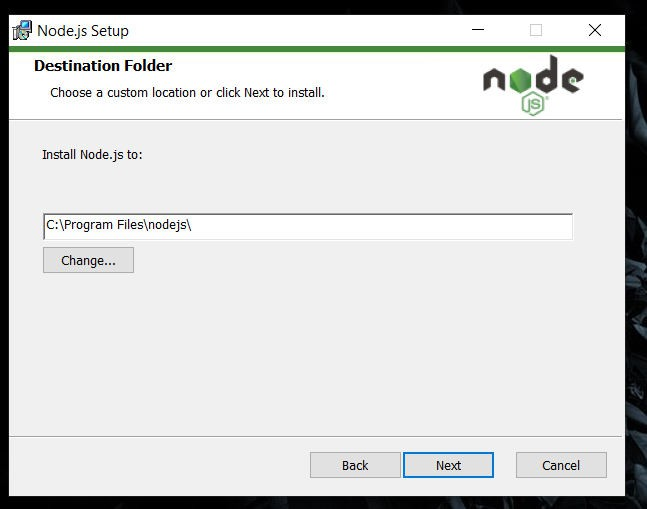 Node.js Setup
Destination Folder
Choose a custom location or click Next to install.
node
JS
Install Node.js to:
C:\Program Files\nodejs\
Change...
Back
Next
Cancel